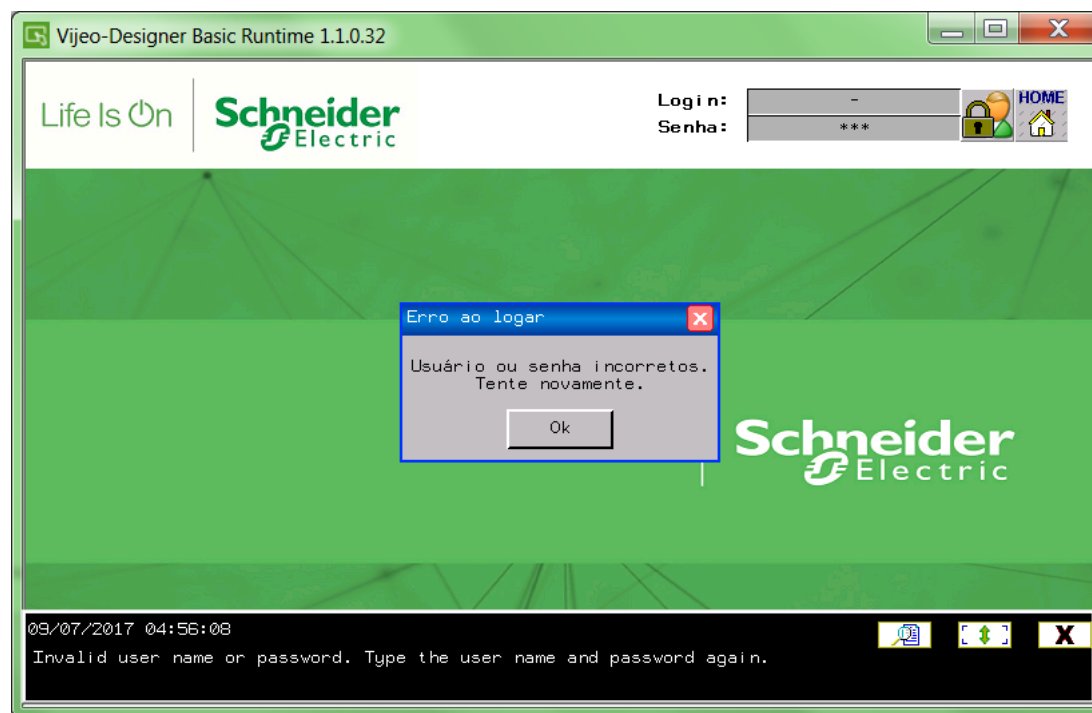 Vijeo-Designer Basic Runtime 1.1.0.32
Life Is On
Schneider
Electric
Login: -
Senha: ***
HOME
Erro ao logar
Usuário ou senha incorretos.
Tente novamente.
Ok
Schneider
Electric
09/07/2017 04:56:08
Invalid user name or password. Type the user name and password again.